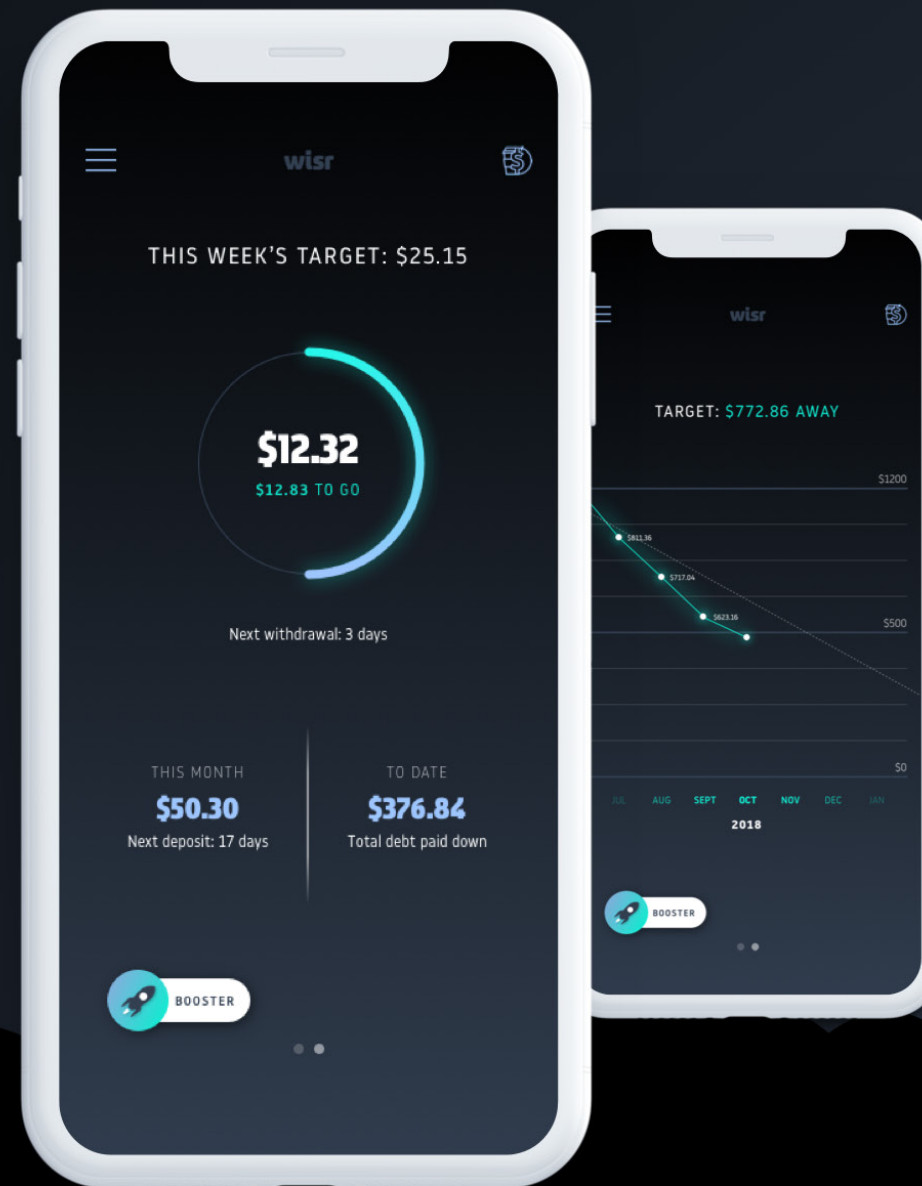 wisr
THIS WEEK'S TARGET: $25.15
$12.32
$12.83 TO GO
Next withdrawal: 3 days
THIS MONTH
$50.30
Next deposit: 17 days
TO DATE
$376.84
Total debt paid down
BOOSTER
wisr
TARGET: $772.86 AWAY
$1200
$811.36
$717.04
$623.16
$500
$0
JUL AUG SEPT OCT NOV DEC JAN
2018
BOOSTER